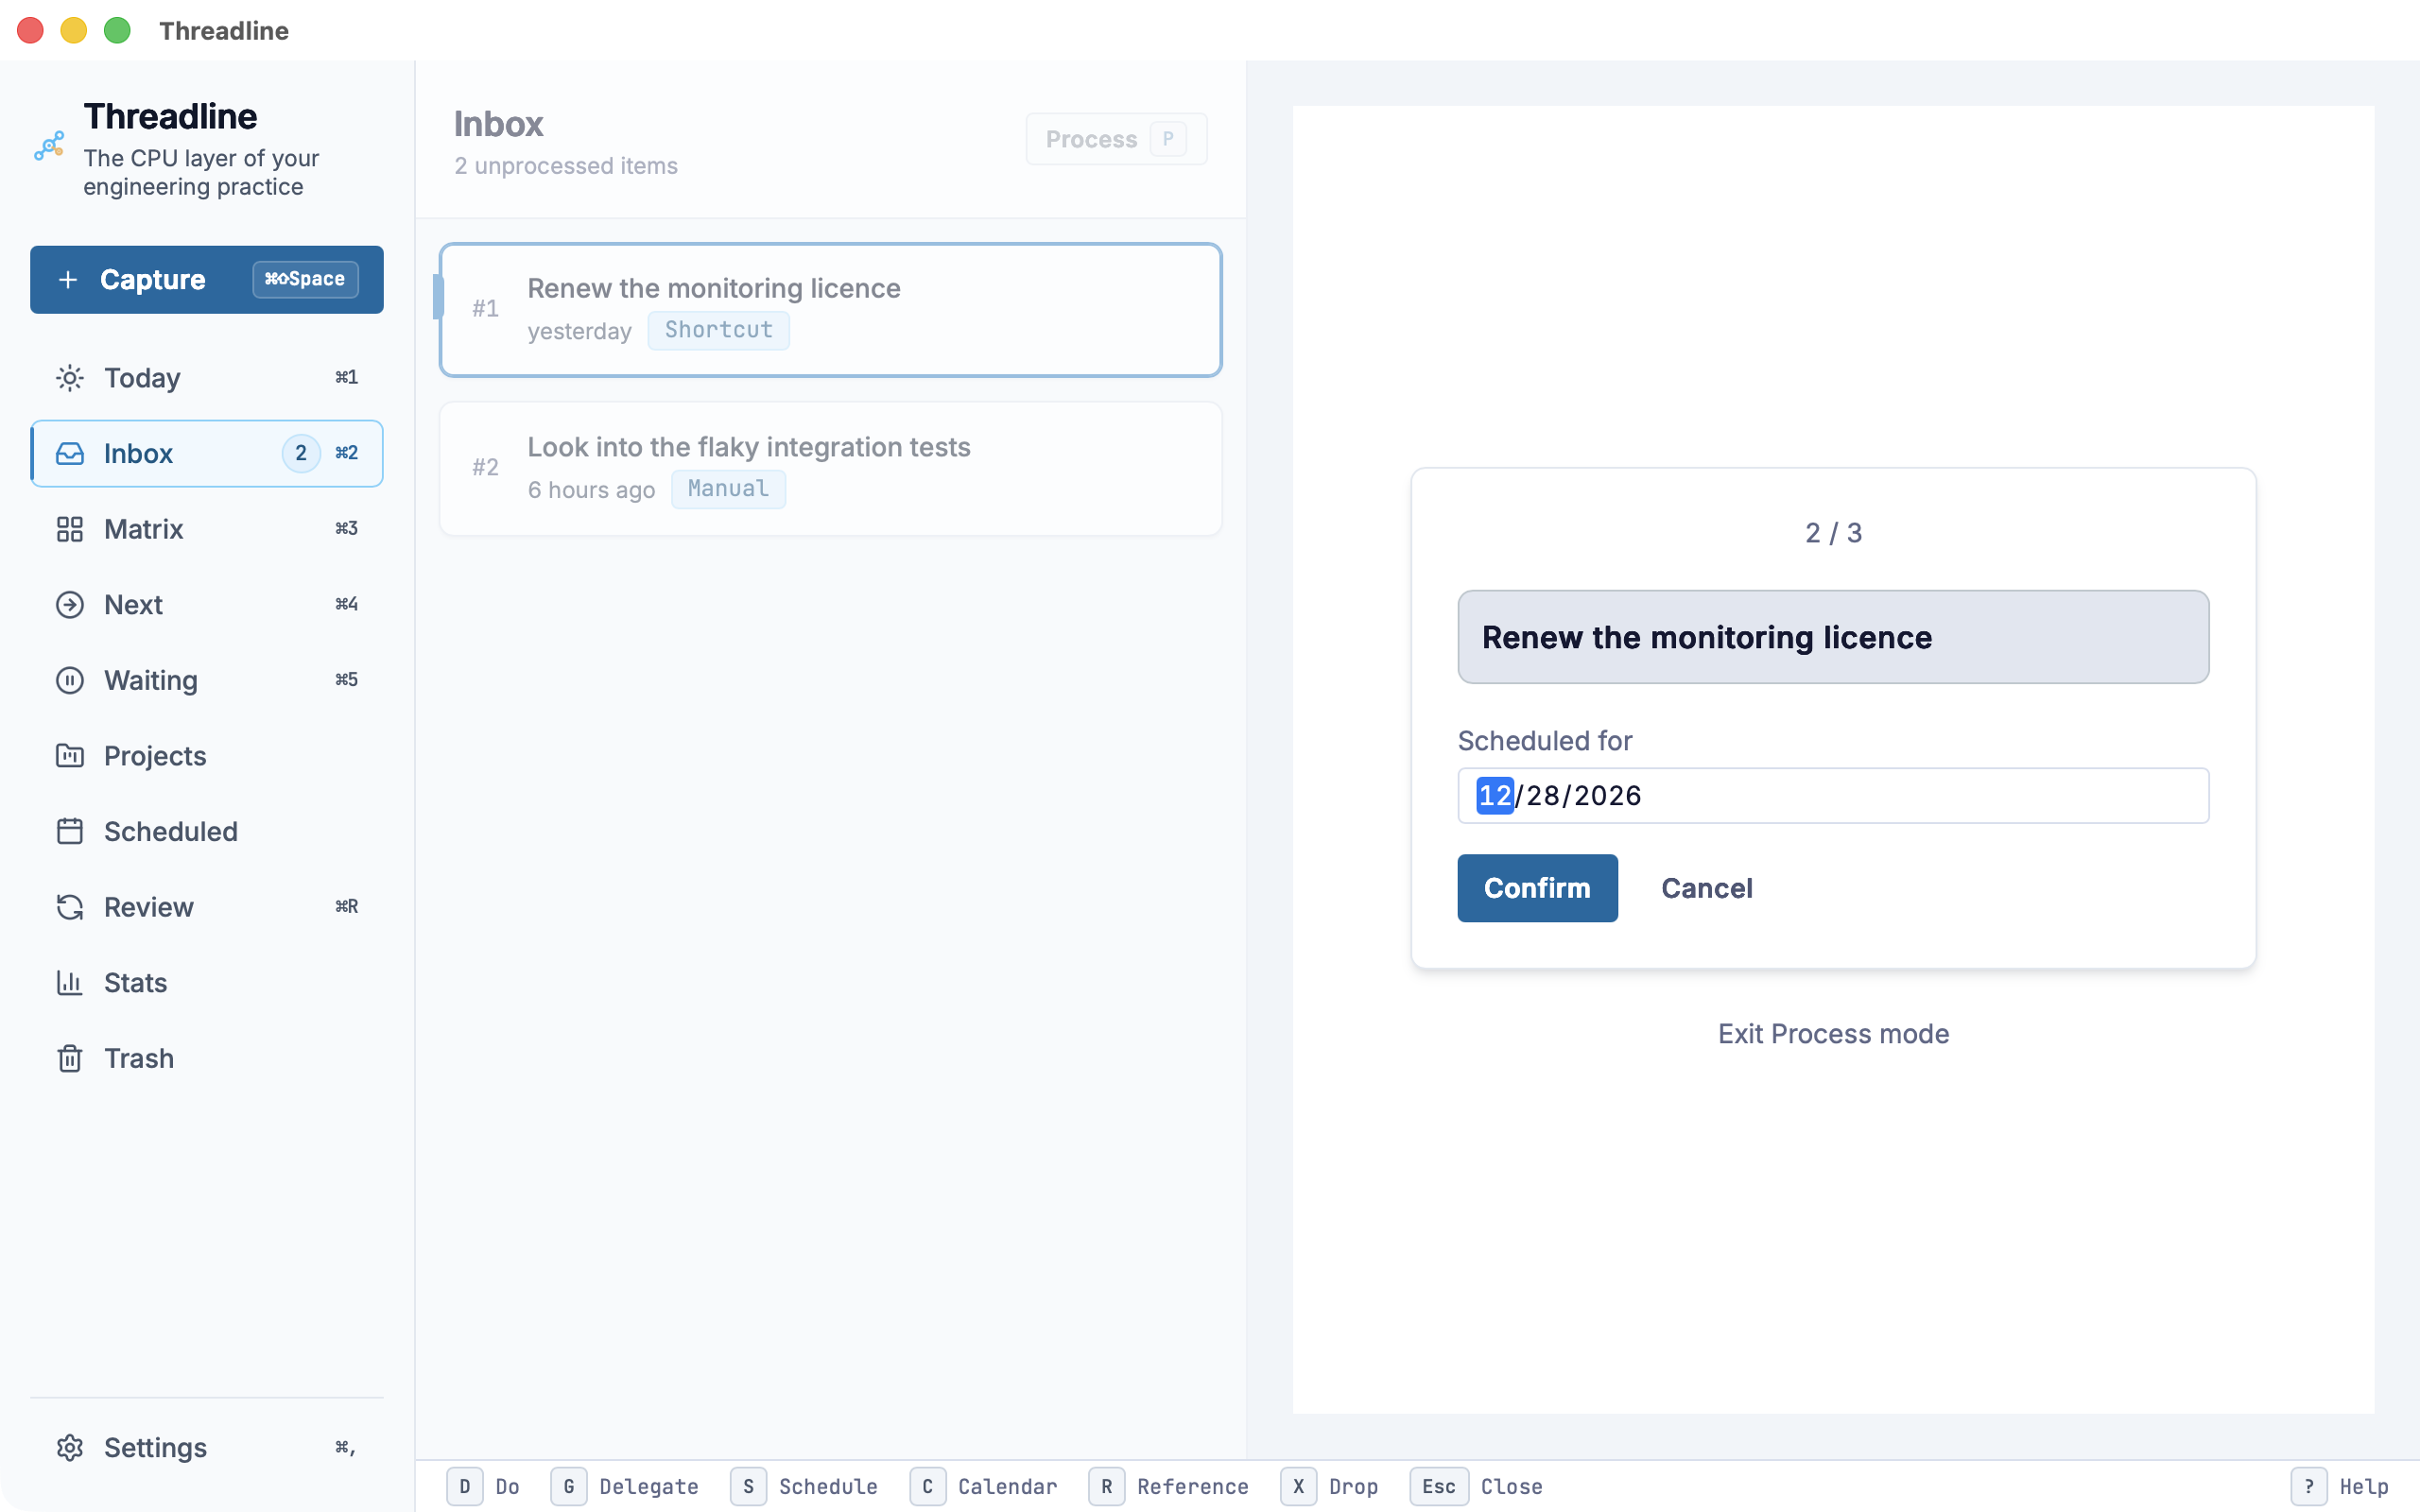 Threadline
Threadline
The CPU layer of your
engineering practice
+ Capture ⌘⇧Space
Today ⌘1
Inbox 2 ⌘2
Matrix ⌘3
Next ⌘4
Waiting ⌘5
Projects
Scheduled
Review ⌘R
Stats
Trash
Settings ⌘,
Inbox
2 unprocessed items
Process P
#1
Renew the monitoring licence
yesterday Shortcut
#2
Look into the flaky integration tests
6 hours ago Manual
2 / 3
Renew the monitoring licence
Scheduled for
12/28/2026
Confirm Cancel
Exit Process mode
D Do G Delegate S Schedule C Calendar R Reference X Drop Esc Close ? Help